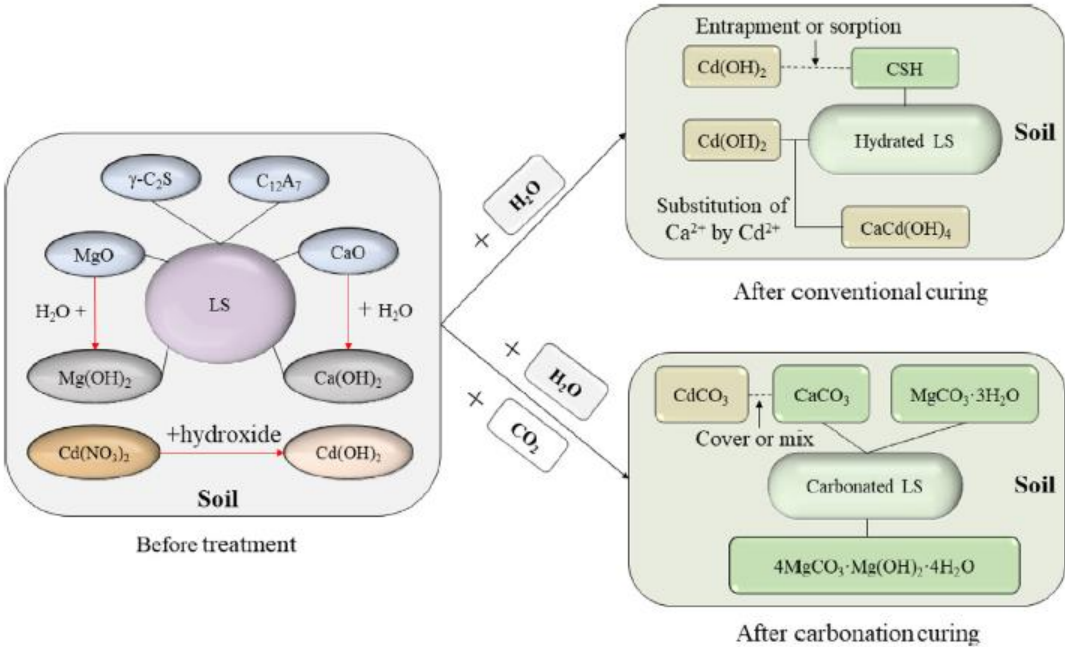 γ-C₂S
C₁₂A₇
MgO
CaO
LS
H₂O +
+ H₂O
Mg(OH)₂
Ca(OH)₂
+hydroxide
Cd(NO₃)₂
Cd(OH)₂
Soil
Before treatment
+ H₂O
+ H₂O
+ CO₂
Entrapment or sorption
Cd(OH)₂
CSH
Soil
Cd(OH)₂
Hydrated LS
Substitution of
Ca²⁺ by Cd²⁺
CaCd(OH)₄
After conventional curing
CdCO₃
CaCO₃
MgCO₃·3H₂O
Cover or mix
Carbonated LS
Soil
4MgCO₃·Mg(OH)₂·4H₂O
After carbonation curing